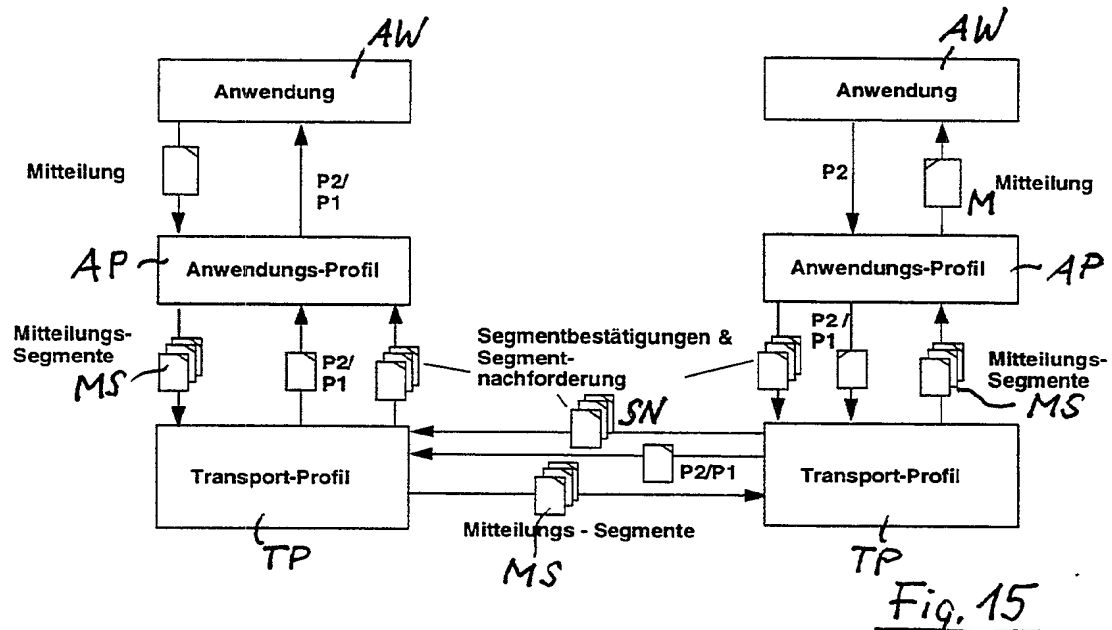 AW
AW
Anwendung
Anwendung
Mitteilung
P2/
P1
P2
M Mitteilung
AP
Anwendungs-Profil
Anwendungs-Profil
AP
Mitteilungs-
Segmente
MS
P2/
P1
Segmentbestätigungen &
Segment-
nachforderung
P2/
P1
Mitteilungs-
Segmente
MS
SN
Transport-Profil
P2/P1
Transport-Profil
Mitteilungs - Segmente
TP
MS
TP
Fig. 15